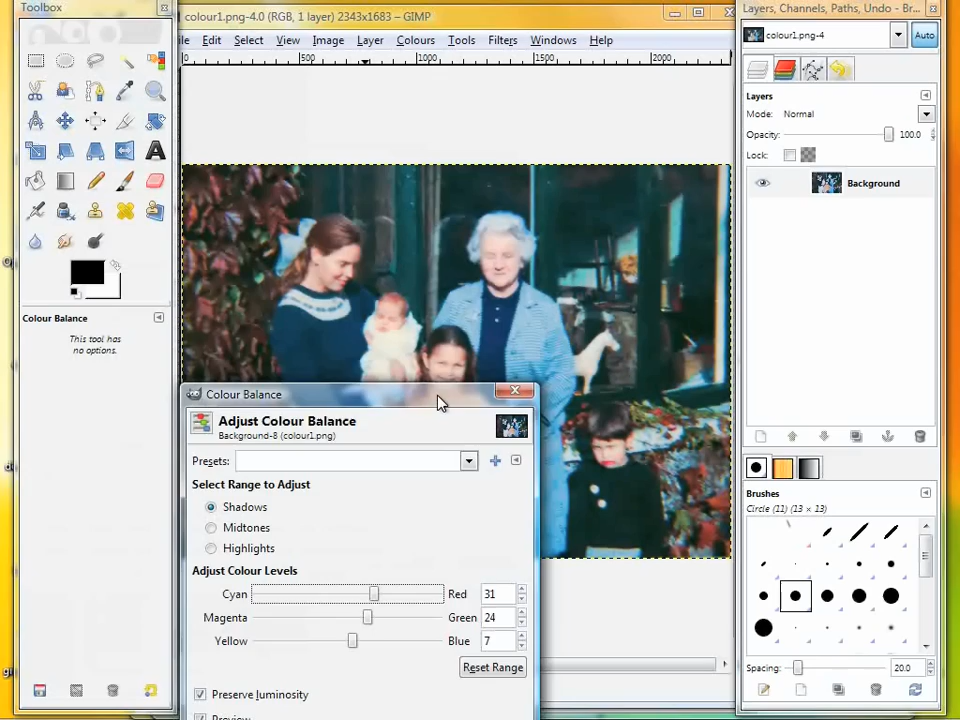 Toolbox
colour1.png-4.0 (RGB, 1 layer) 2343x1683 – GIMP
Layers, Channels, Paths, Undo - Br...
Edit Select View Image Layer Colours Tools Filters Windows Help
colour1.png-4 Auto
0 500 1000 1500 2000
Layers
Mode: Normal
Opacity: 100.0
Lock:
Background
Colour Balance
This tool has
no options.
Colour Balance
Adjust Colour Balance
Background-8 (colour1.png)
Presets:
Select Range to Adjust
Shadows
Midtones
Highlights
Adjust Colour Levels
Cyan Red 31
Magenta Green 24
Yellow Blue 7
Reset Range
Preserve Luminosity
Brushes
Circle (11) (13 × 13)
Spacing: 20.0